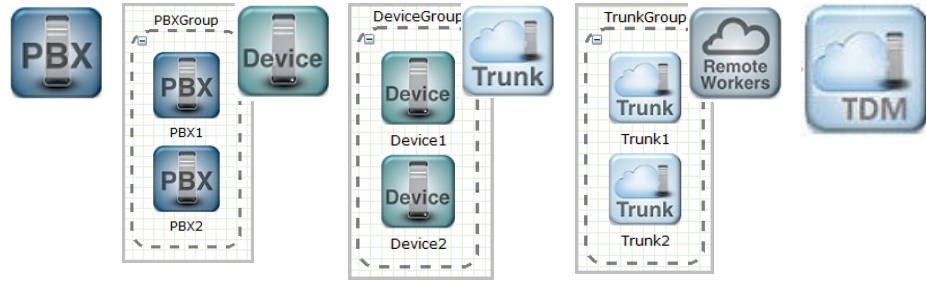 PBX
PBXGroup
PBX
PBX1
PBX
PBX2
Device
DeviceGroup
Device
Device1
Device
Device2
Trunk
TrunkGroup
Trunk
Trunk1
Trunk
Trunk2
Remote
Workers
TDM